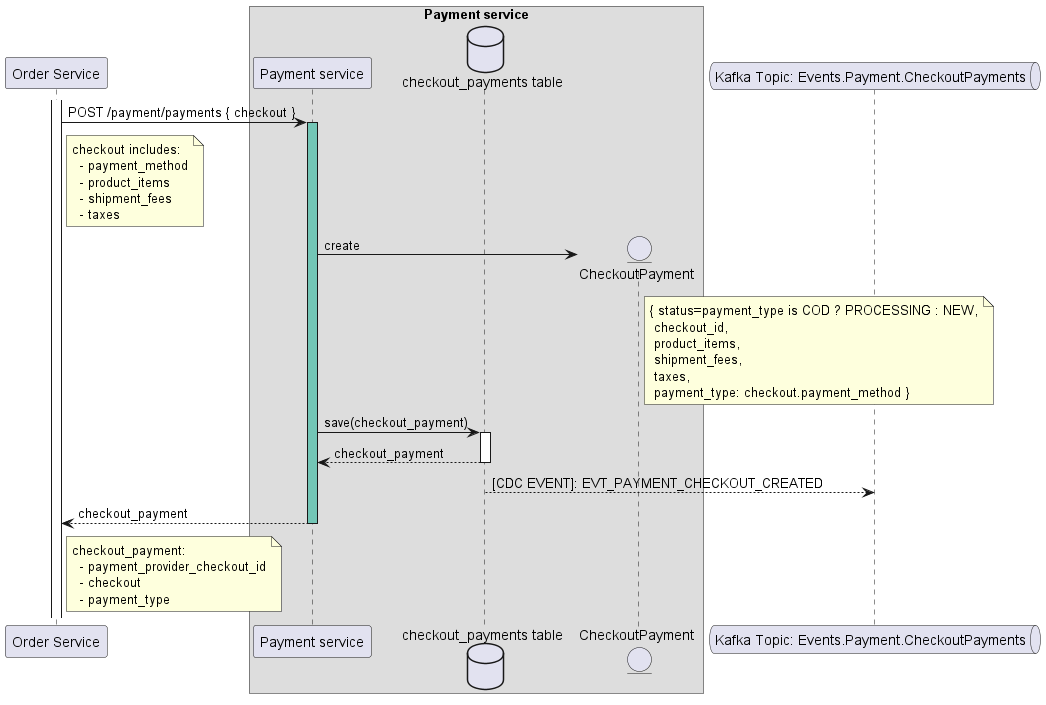 Payment service
Order Service
Payment service
checkout_payments table
Kafka Topic: Events.Payment.CheckoutPayments
POST /payment/payments { checkout }
checkout includes:
- payment_method
- product_items
- shipment_fees
- taxes
create
CheckoutPayment
{ status=payment_type is COD ? PROCESSING : NEW,
checkout_id,
product_items,
shipment_fees,
taxes,
payment_type: checkout.payment_method }
save(checkout_payment)
checkout_payment
[CDC EVENT]: EVT_PAYMENT_CHECKOUT_CREATED
checkout_payment
checkout_payment:
- payment_provider_checkout_id
- checkout
- payment_type
Order Service
Payment service
checkout_payments table
CheckoutPayment
Kafka Topic: Events.Payment.CheckoutPayments